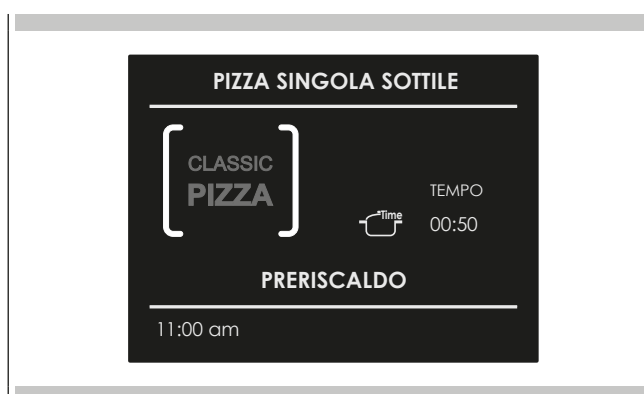 PIZZA SINGOLA SOTTILE
CLASSIC
PIZZA
TEMPO
Time
00:50
PRERISCALDO
11:00 am